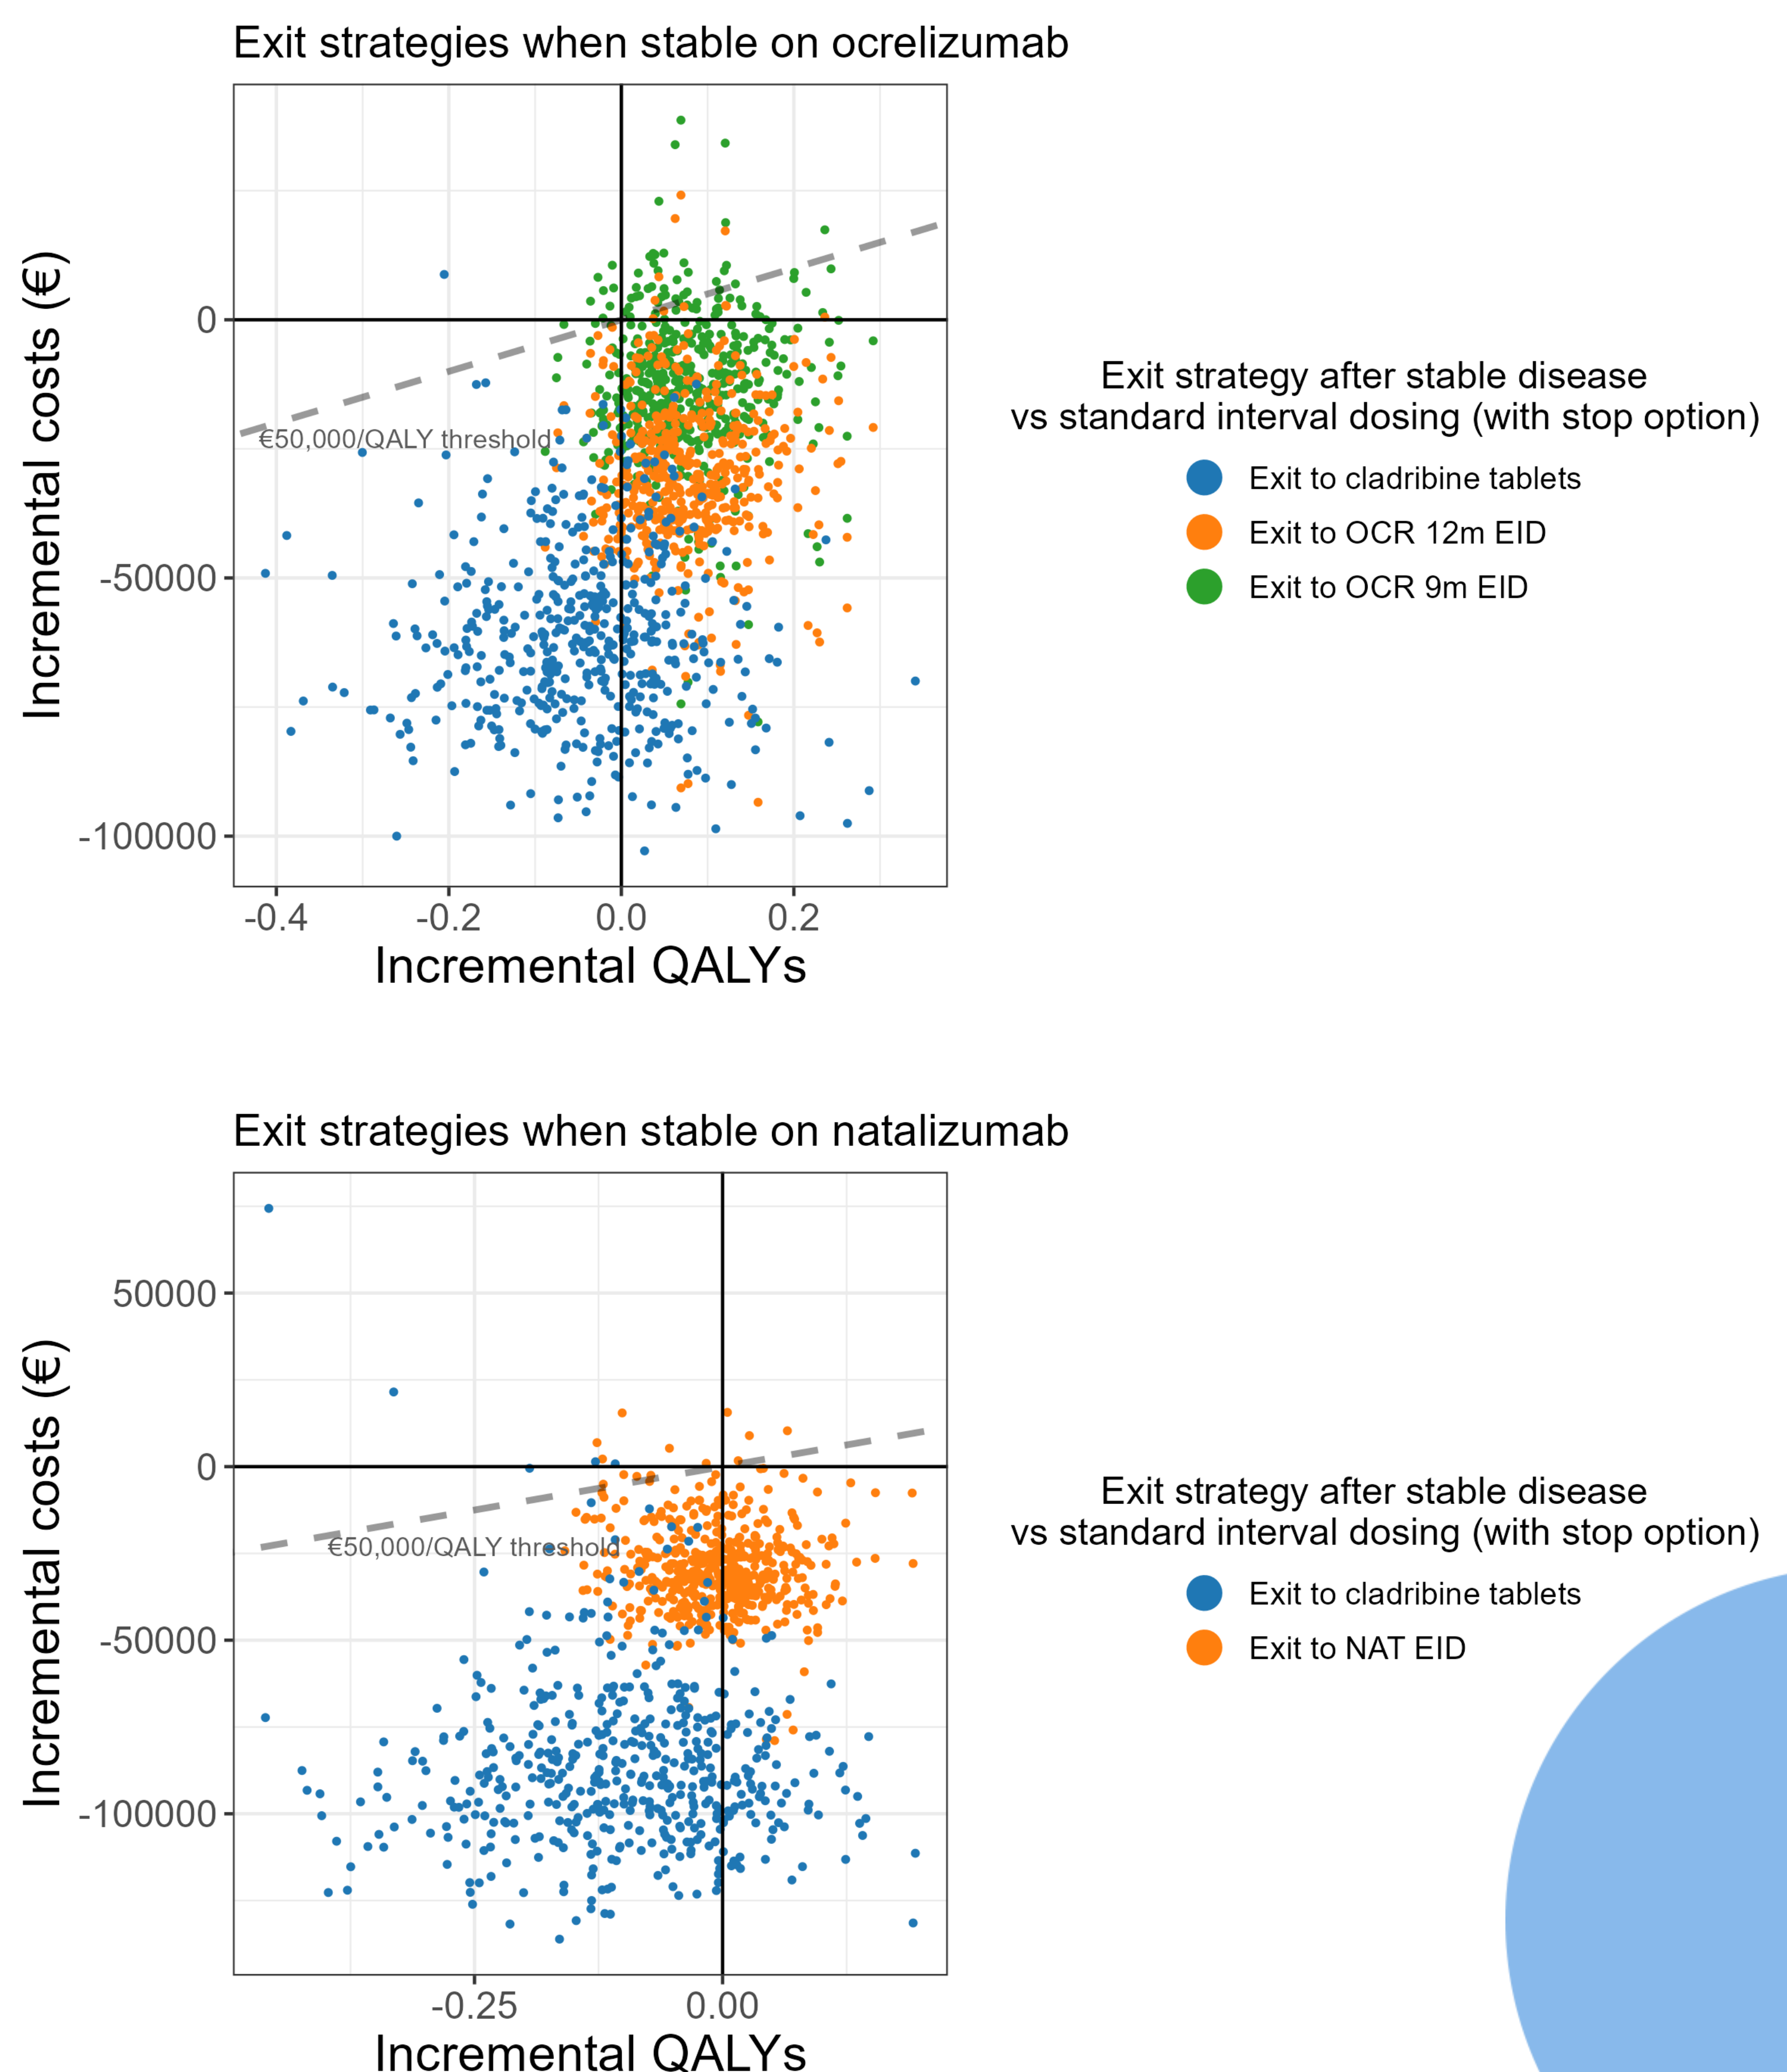 Exit strategies when stable on ocrelizumab
Incremental costs (€)
0
-50000
-100000
€50,000/QALY threshold
-0.4
-0.2
0.0
0.2
Incremental QALYs
Exit strategy after stable disease
vs standard interval dosing (with stop option)
Exit to cladribine tablets
Exit to OCR 12m EID
Exit to OCR 9m EID
Exit strategies when stable on natalizumab
Incremental costs (€)
50000
0
-50000
-100000
€50,000/QALY threshold
-0.25
0.00
Incremental QALYs
Exit strategy after stable disease
vs standard interval dosing (with stop option)
Exit to cladribine tablets
Exit to NAT EID